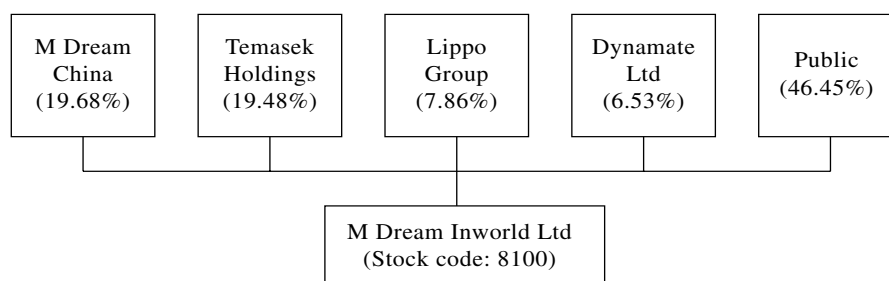 M Dream
China
(19.68%)
Temasek
Holdings
(19.48%)
Lippo
Group
(7.86%)
Dynamate
Ltd
(6.53%)
Public
(46.45%)
M Dream Inworld Ltd
(Stock code: 8100)